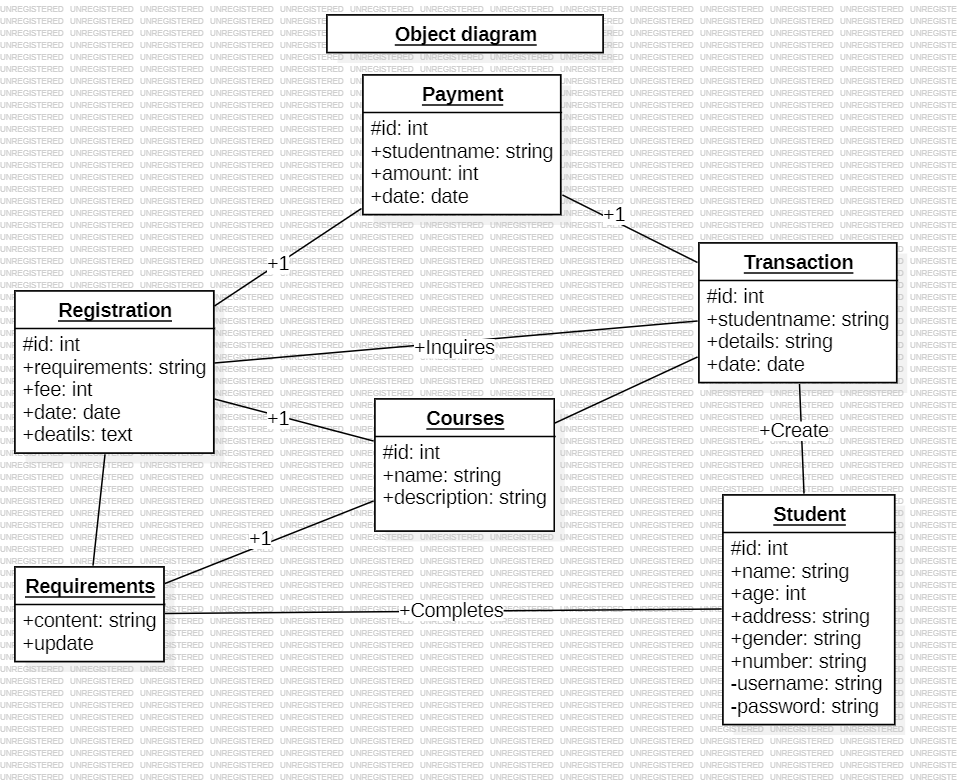 Object diagram
Payment
#id: int
+studentname: string
+amount: int
+date: date
+1
+1
Transaction
#id: int
+studentname: string
+details: string
+date: date
Registration
#id: int
+requirements: string
+fee: int
+date: date
+deatils: text
+Inquires
+1
Courses
#id: int
+name: string
+description: string
+Create
+1
Student
#id: int
+name: string
+age: int
+address: string
+gender: string
+number: string
-username: string
-password: string
Requirements
+content: string
+update
+Completes
UNREGISTERED